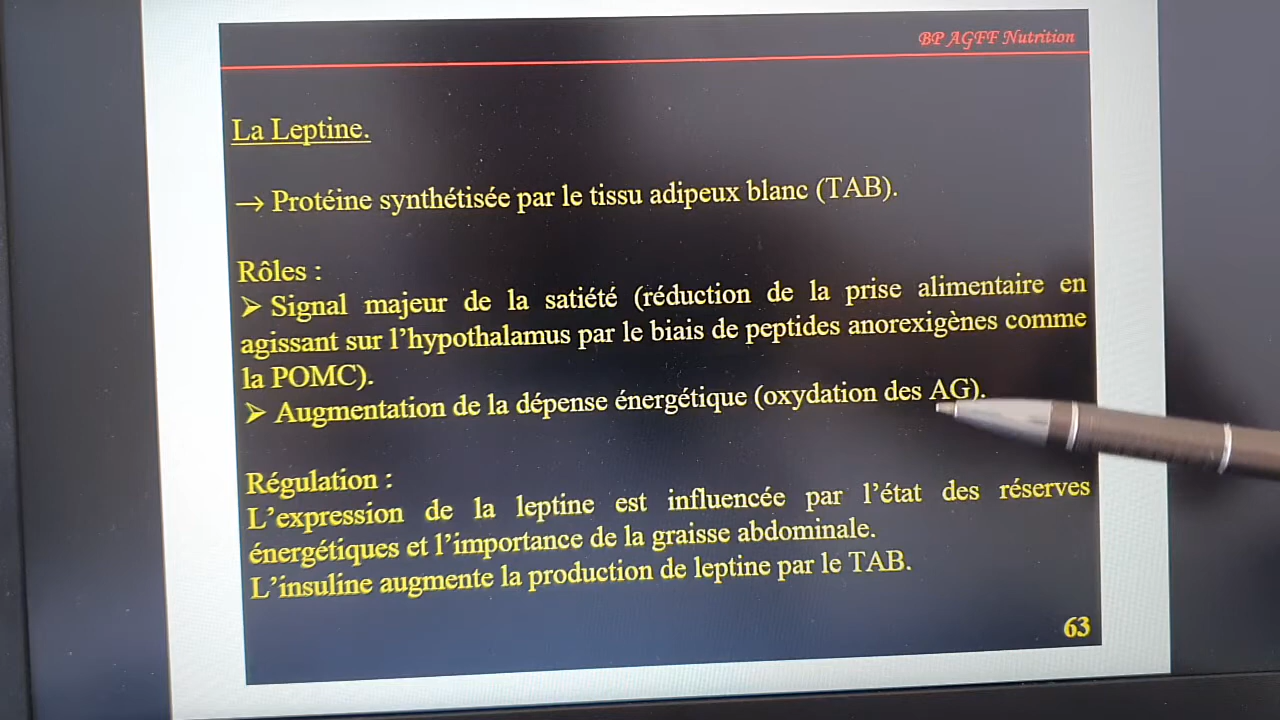 BP AGFF Nutrition
La Leptine.
→ Protéine synthétisée par le tissu adipeux blanc (TAB).
Rôles :
➢ Signal majeur de la satiété (réduction de la prise alimentaire en
agissant sur l’hypothalamus par le biais de peptides anorexigènes comme
la POMC).
➢ Augmentation de la dépense énergétique (oxydation des AG).
Régulation :
L’expression de la leptine est influencée par l’état des réserves
énergétiques et l’importance de la graisse abdominale.
L’insuline augmente la production de leptine par le TAB.
63